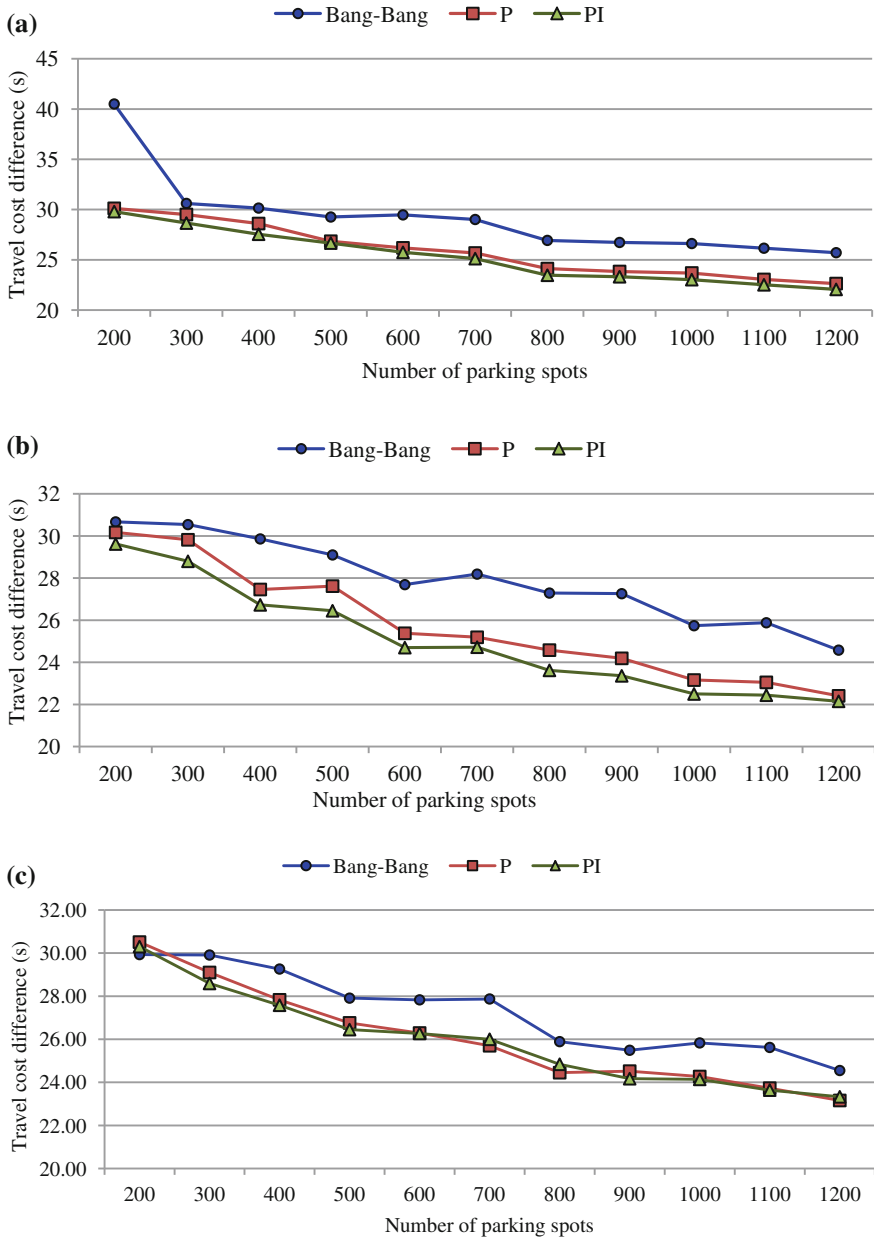 (a)
Bang-Bang P PI
45
40
35
30
25
20
Travel cost difference (s)
200 300 400 500 600 700 800 900 1000 1100 1200
Number of parking spots
(b)
Bang-Bang P PI
32
30
28
26
24
22
20
Travel cost difference (s)
200 300 400 500 600 700 800 900 1000 1100 1200
Number of parking spots
(c)
Bang-Bang P PI
32.00
30.00
28.00
26.00
24.00
22.00
20.00
Travel cost difference (s)
200 300 400 500 600 700 800 900 1000 1100 1200
Number of parking spots